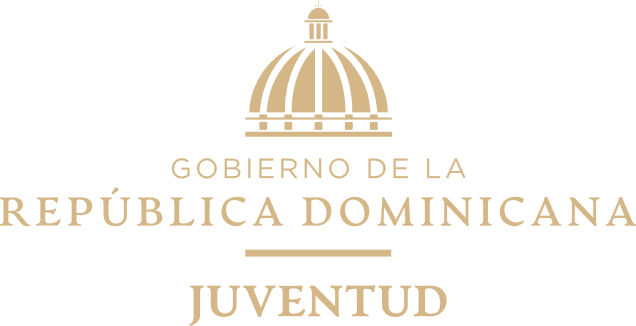 GOBIERNO DE LA
REPÚBLICA DOMINICANA
JUVENTUD